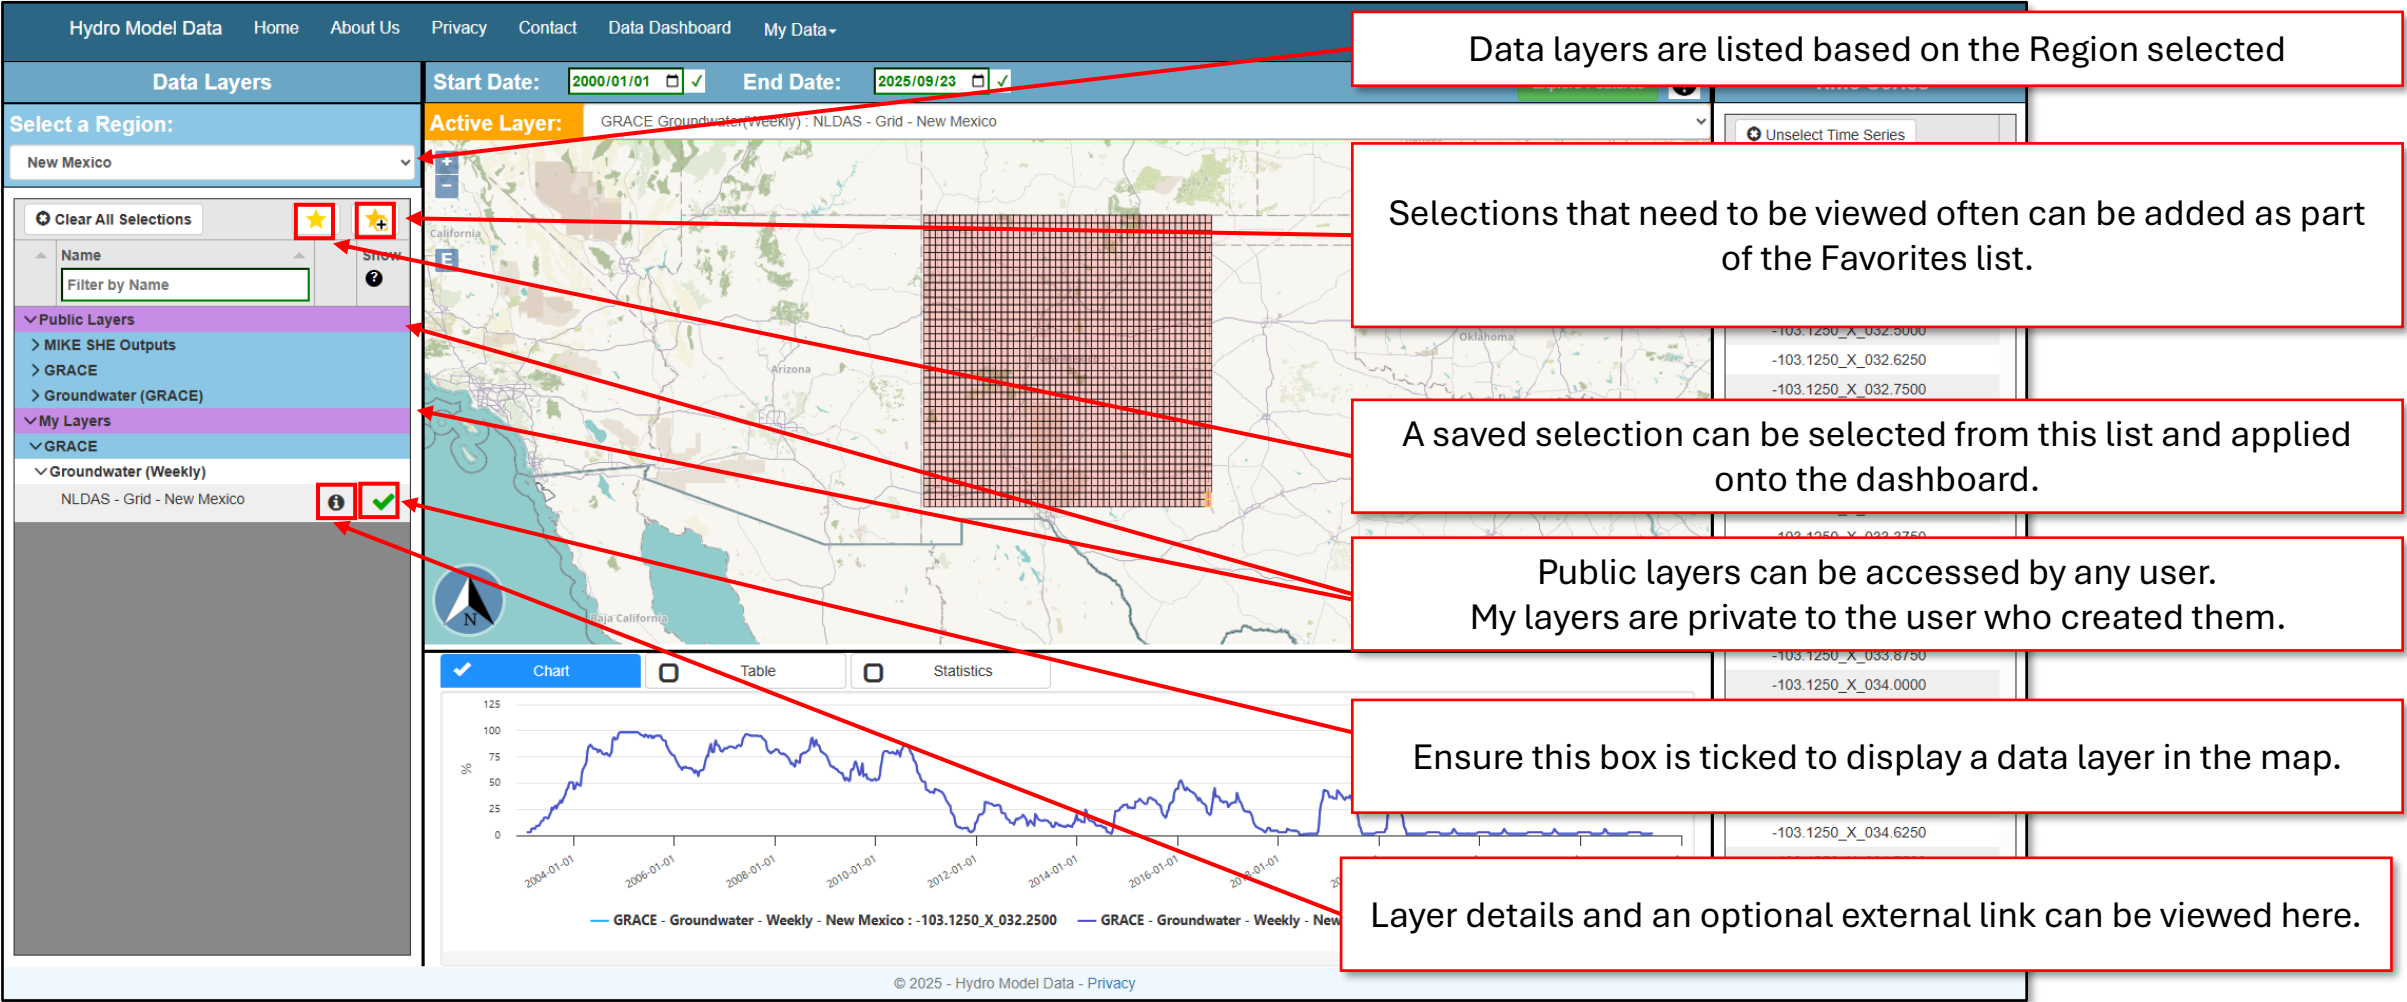 Hydro Model Data Home About Us Privacy Contact Data Dashboard My Data
Data layers are listed based on the Region selected
Data Layers
Start Date: 2000/01/01 End Date: 2025/09/23
Select a Region:
New Mexico
Active Layer: GRACE Groundwater(Weekly) : NLDAS - Grid - New Mexico
Unselect Time Series
Clear All Selections
Name
Show
Filter by Name
Public Layers
MIKE SHE Outputs
GRACE
Groundwater (GRACE)
My Layers
GRACE
Groundwater (Weekly)
NLDAS - Grid - New Mexico
+
-
E
California
Arizona
Oklahoma
Baja California
N
Selections that need to be viewed often can be added as part
of the Favorites list.
-103.1250_X_032.5000
-103.1250_X_032.6250
-103.1250_X_032.7500
A saved selection can be selected from this list and applied
onto the dashboard.
-103.1250_X_033.3750
Public layers can be accessed by any user.
My layers are private to the user who created them.
-103.1250_X_033.8750
-103.1250_X_034.0000
Chart Table Statistics
Ensure this box is ticked to display a data layer in the map.
-103.1250_X_034.6250
125
100
75
50
25
0
%
2004-01-01 2006-01-01 2008-01-01 2010-01-01 2012-01-01 2014-01-01 2016-01-01 2018-01-01
GRACE - Groundwater - Weekly - New Mexico : -103.1250_X_032.2500 GRACE - Groundwater - Weekly - New
Layer details and an optional external link can be viewed here.
© 2025 - Hydro Model Data - Privacy